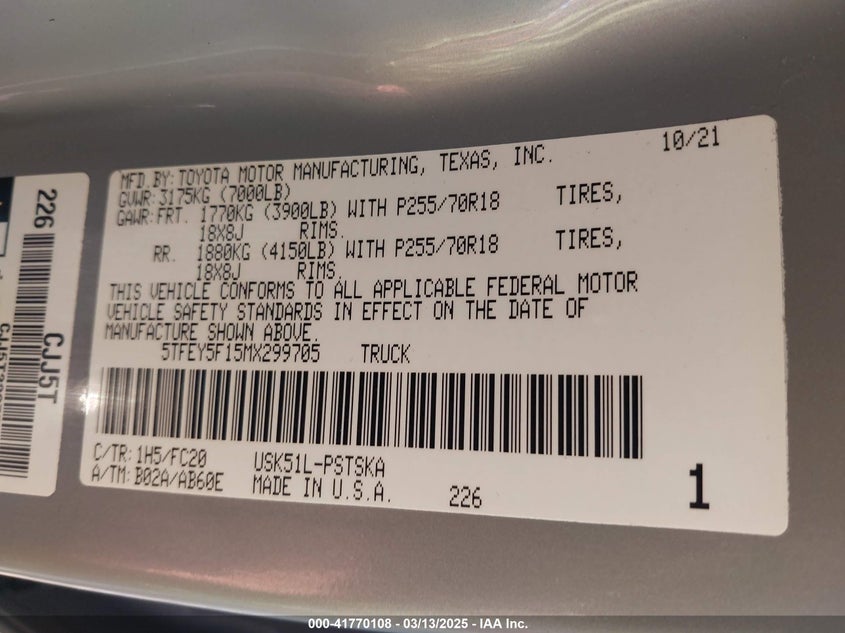 226
CJJ5T
MFD.BY: TOYOTA MOTOR MANUFACTURING, TEXAS, INC. 10/21
GVWR: 3175KG (7000LB)
GAWR: FRT. 1770KG (3900LB) WITH P255/70R18 TIRES,
18X8J RIMS.
RR. 1880KG (4150LB) WITH P255/70R18 TIRES,
18X8J RIMS.
THIS VEHICLE CONFORMS TO ALL APPLICABLE FEDERAL MOTOR
VEHICLE SAFETY STANDARDS IN EFFECT ON THE DATE OF
MANUFACTURE SHOWN ABOVE.
5TFEY5F15MX299705 TRUCK
C/TR: 1H5/FC20 USK51L-PSTSKA
A/TM: B02A/AB60E MADE IN U.S.A. 226 1
000-41770108 - 03/13/2025 - IAA Inc.